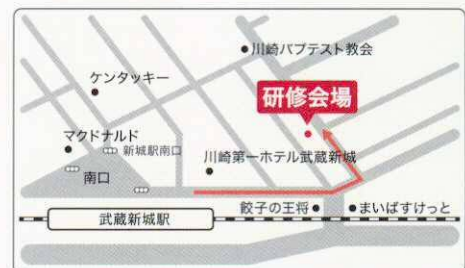 川崎バプテスト教会
ケンタッキー
研修会場
マクドナルド
新城駅南口
川崎第一ホテル武蔵新城
南口
餃子の王将
まいばすけっと
武蔵新城駅